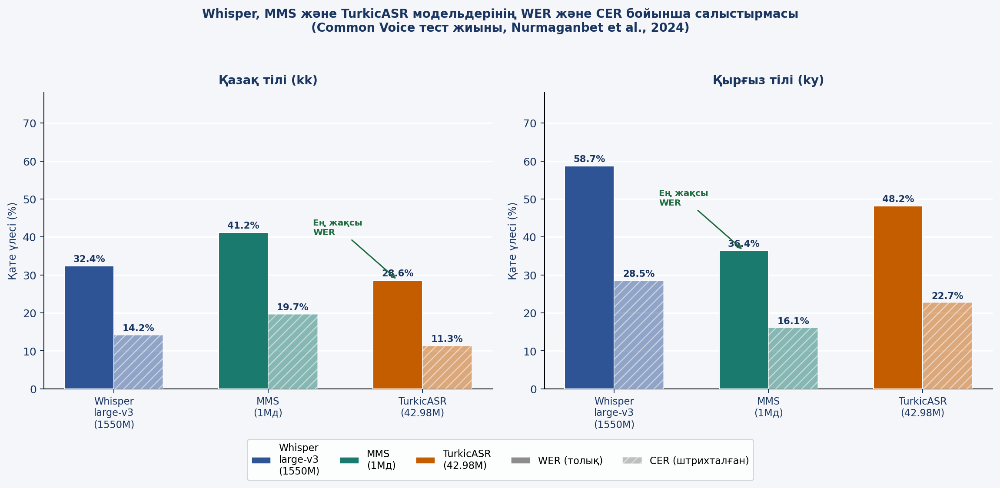 Whisper, MMS және TurkicASR модельдерінің WER және CER бойынша салыстырмасы
(Common Voice тест жиыны, Nurmaganbet et al., 2024)
Қазақ тілі (kk)
Қате үлесі (%)
70
60
50
40
30
20
10
0
32.4%
14.2%
41.2%
19.7%
Ең жақсы
WER
28.6%
11.3%
Whisper
large-v3
(1550M)
MMS
(1Мд)
TurkicASR
(42.98M)
Қырғыз тілі (ky)
Қате үлесі (%)
70
60
50
40
30
20
10
0
58.7%
28.5%
Ең жақсы
WER
36.4%
16.1%
48.2%
22.7%
Whisper
large-v3
(1550M)
MMS
(1Мд)
TurkicASR
(42.98M)
Whisper
large-v3
(1550M)
MMS
(1Мд)
TurkicASR
(42.98M)
WER (толық)
CER (штрихталған)